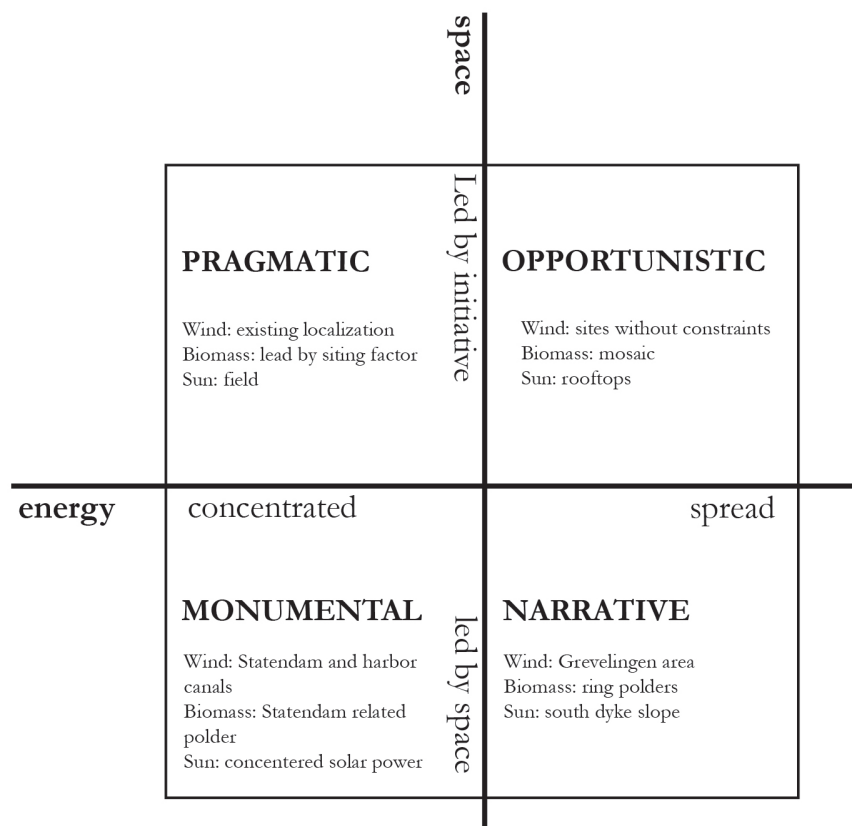 space
Led by initiative
PRAGMATIC
Wind: existing localization
Biomass: lead by siting factor
Sun: field
OPPORTUNISTIC
Wind: sites without constraints
Biomass: mosaic
Sun: rooftops
energy
concentrated
spread
MONUMENTAL
Wind: Statendam and harbor
canals
Biomass: Statendam related
polder
Sun: concentered solar power
led by space
NARRATIVE
Wind: Grevelingen area
Biomass: ring polders
Sun: south dyke slope